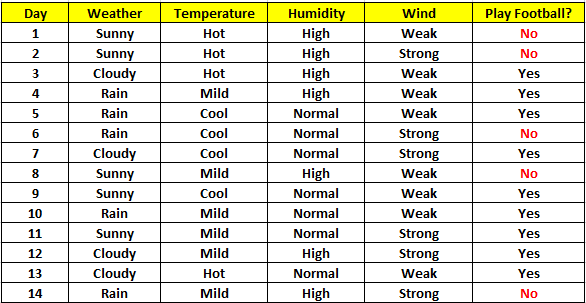 Day Weather Temperature Humidity Wind Play Football?
1 Sunny Hot High Weak No
2 Sunny Hot High Strong No
3 Cloudy Hot High Weak Yes
4 Rain Mild High Weak Yes
5 Rain Cool Normal Weak Yes
6 Rain Cool Normal Strong No
7 Cloudy Cool Normal Strong Yes
8 Sunny Mild High Weak No
9 Sunny Cool Normal Weak Yes
10 Rain Mild Normal Weak Yes
11 Sunny Mild Normal Strong Yes
12 Cloudy Mild High Strong Yes
13 Cloudy Hot Normal Weak Yes
14 Rain Mild High Strong No